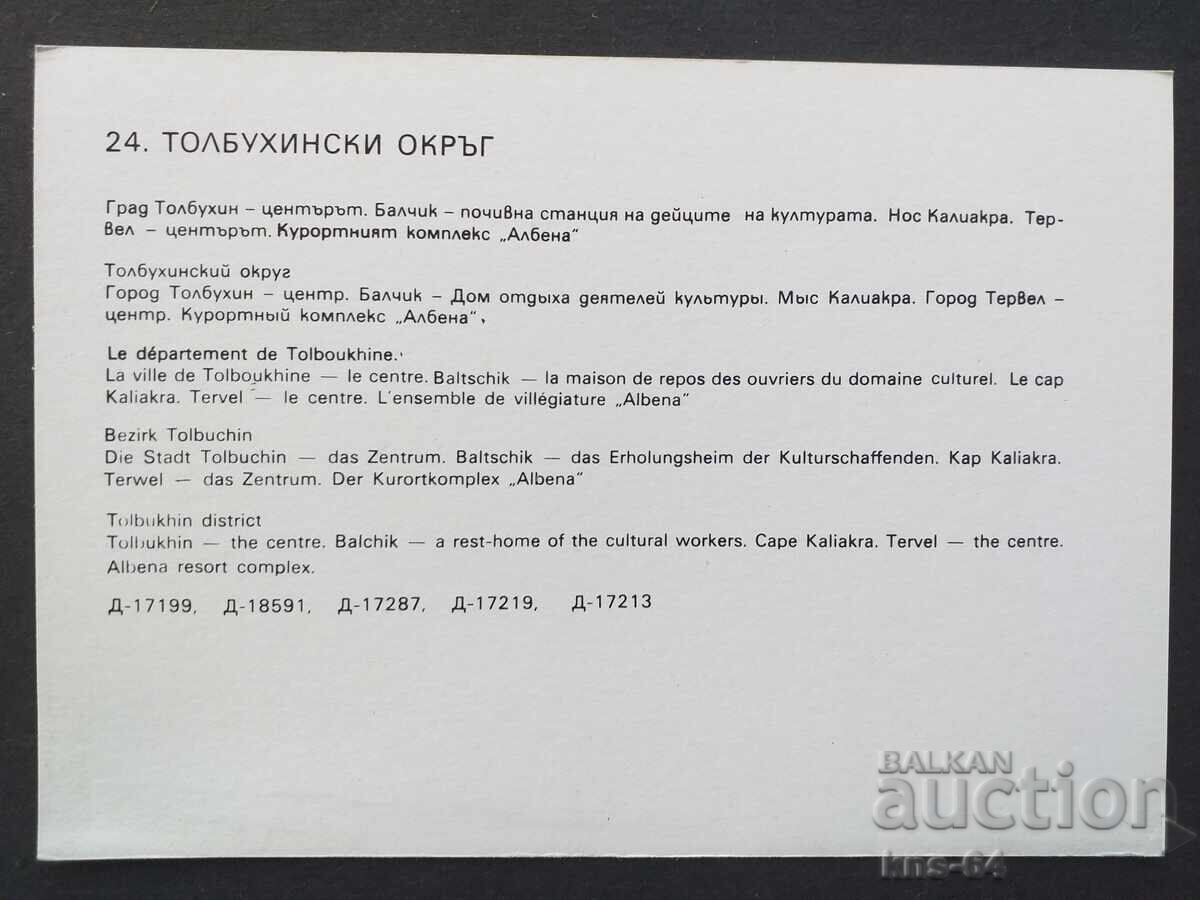 24. ТОЛБУХИНСКИ ОКРЪГ
Град Толбухин – центърът. Балчик – почивна станция на дейците на културата. Нос Калиакра. Тер-
вел – центърът. Курортният комплекс „Албена“
Толбухинский округ
Город Толбухин – центр. Балчик – Дом отдыха деятелей культуры. Мыс Калиакра. Город Тервел –
центр. Курортный комплекс „Албена“.
Le département de Tolboukhine.
La ville de Tolboukhine — le centre. Baltschik — la maison de repos des ouvriers du domaine culturel. Le cap
Kaliakra. Tervel — le centre. L'ensemble de villégiature „Albena“
Bezirk Tolbuchin
Die Stadt Tolbuchin — das Zentrum. Baltschik — das Erholungsheim der Kulturschaffenden. Kap Kaliakra.
Terwel — das Zentrum. Der Kurortkomplex „Albena“
Tolbukhin district
Tolbukhin — the centre. Balchik — a rest-home of the cultural workers. Cape Kaliakra. Tervel — the centre.
Albena resort complex.
Д-17199, Д-18591, Д-17287, Д-17219, Д-17213
BALKAN
auction
kns-64